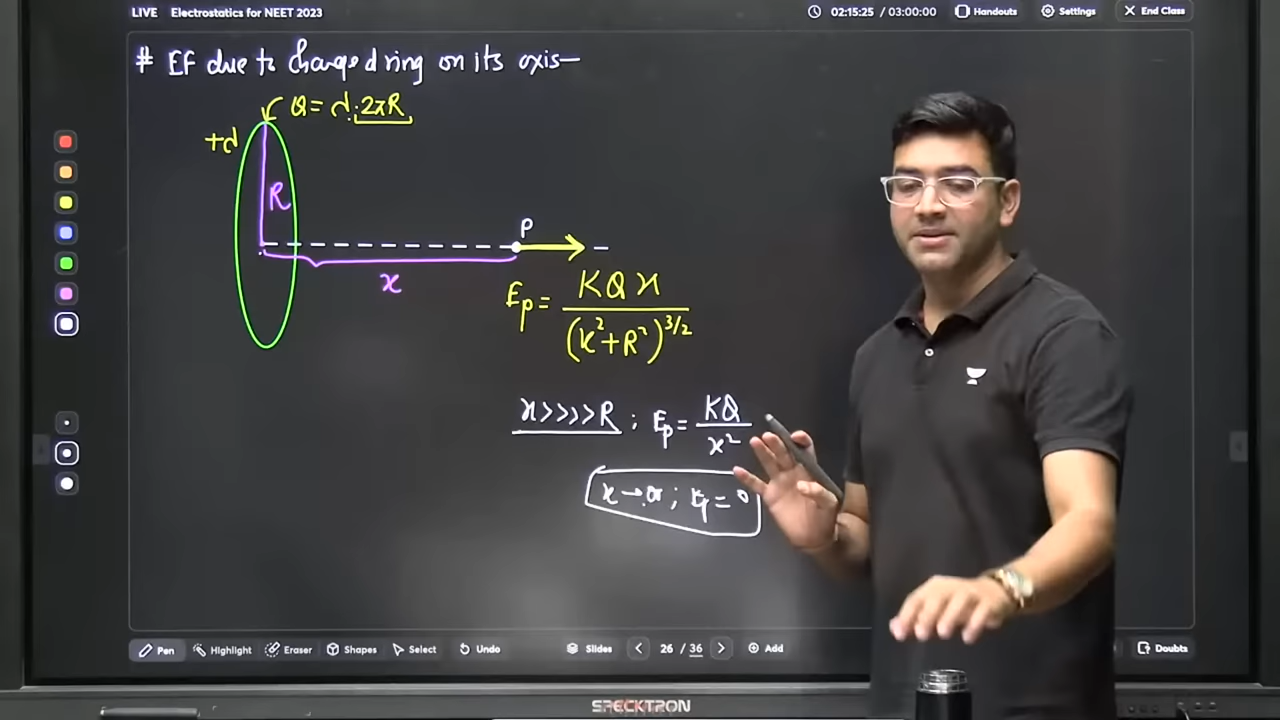 LIVE Electrostatics for NEET 2023 02:15:25 / 03:00:00 Handouts Settings End Class
# EF due to charged ring on its axis—
Q = λ.2πR
+λ
R
P
x
Ep = KQx / (x²+R²)^3/2
x>>>>R ; Ep = KQ / x²
x→∞ ; Ep = 0
Pen Highlight Eraser Shapes Select Undo Slides < 26 / 36 > Add Doubts
SPECKTRON